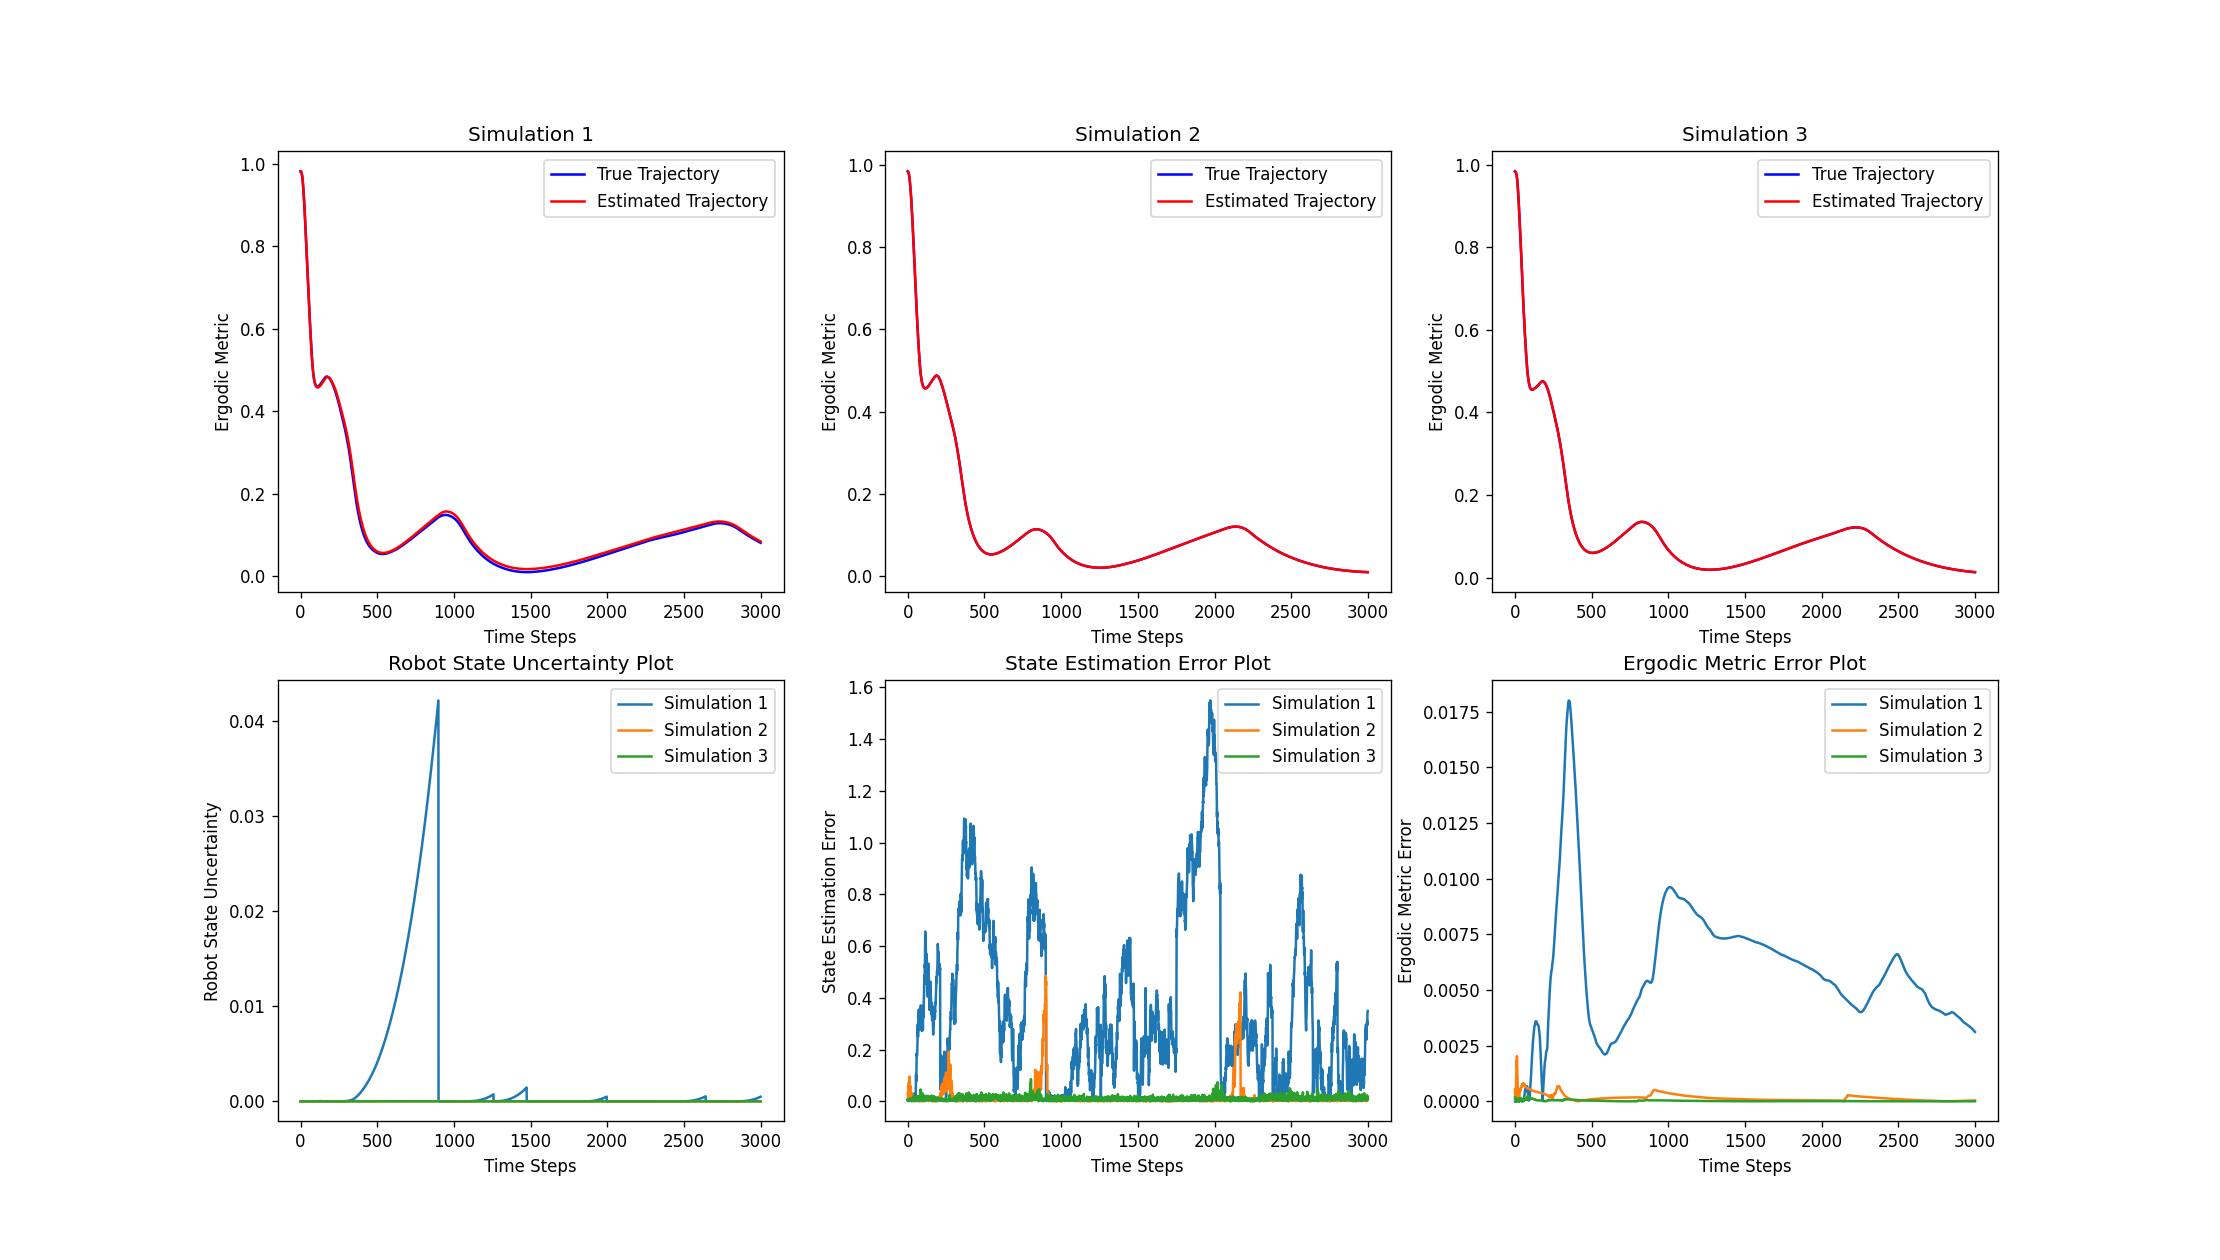 Simulation 1
Ergodic Metric
1.0
0.8
0.6
0.4
0.2
0.0
True Trajectory
Estimated Trajectory
0 500 1000 1500 2000 2500 3000
Time Steps
Simulation 2
Ergodic Metric
1.0
0.8
0.6
0.4
0.2
0.0
True Trajectory
Estimated Trajectory
0 500 1000 1500 2000 2500 3000
Time Steps
Simulation 3
Ergodic Metric
1.0
0.8
0.6
0.4
0.2
0.0
True Trajectory
Estimated Trajectory
0 500 1000 1500 2000 2500 3000
Time Steps
Robot State Uncertainty Plot
Robot State Uncertainty
0.04
0.03
0.02
0.01
0.00
Simulation 1
Simulation 2
Simulation 3
0 500 1000 1500 2000 2500 3000
Time Steps
State Estimation Error Plot
State Estimation Error
1.6
1.4
1.2
1.0
0.8
0.6
0.4
0.2
0.0
Simulation 1
Simulation 2
Simulation 3
0 500 1000 1500 2000 2500 3000
Time Steps
Ergodic Metric Error Plot
Ergodic Metric Error
0.0175
0.0150
0.0125
0.0100
0.0075
0.0050
0.0025
0.0000
Simulation 1
Simulation 2
Simulation 3
0 500 1000 1500 2000 2500 3000
Time Steps